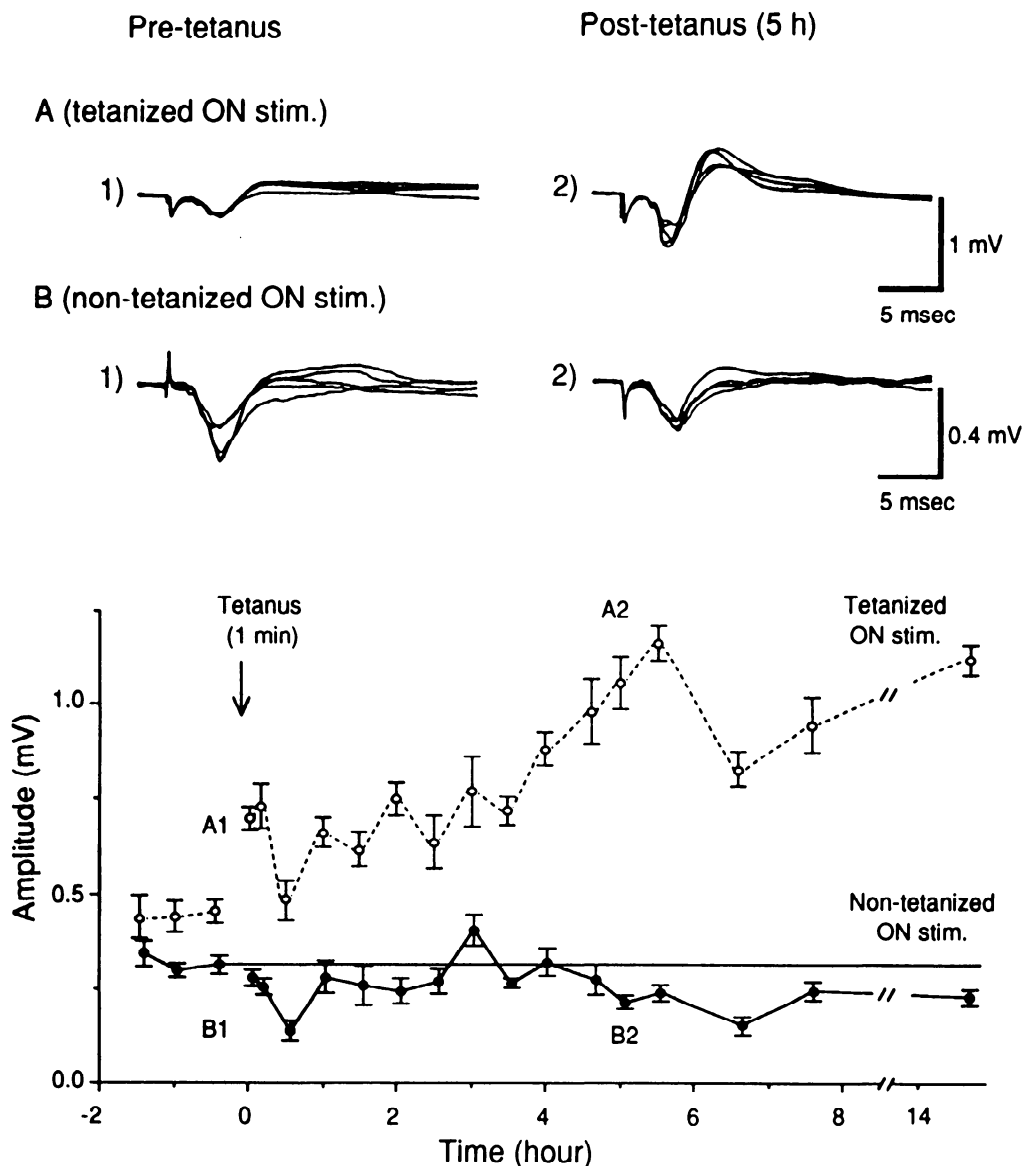 Pre-tetanus
Post-tetanus (5 h)
A (tetanized ON stim.)
1)
2)
1 mV
5 msec
B (non-tetanized ON stim.)
1)
2)
0.4 mV
5 msec
Tetanus
(1 min)
A2
Tetanized
ON stim.
1.0
A1
Amplitude (mV)
0.5
Non-tetanized
ON stim.
B1
B2
0.0
-2
0
2
4
6
8
14
Time (hour)